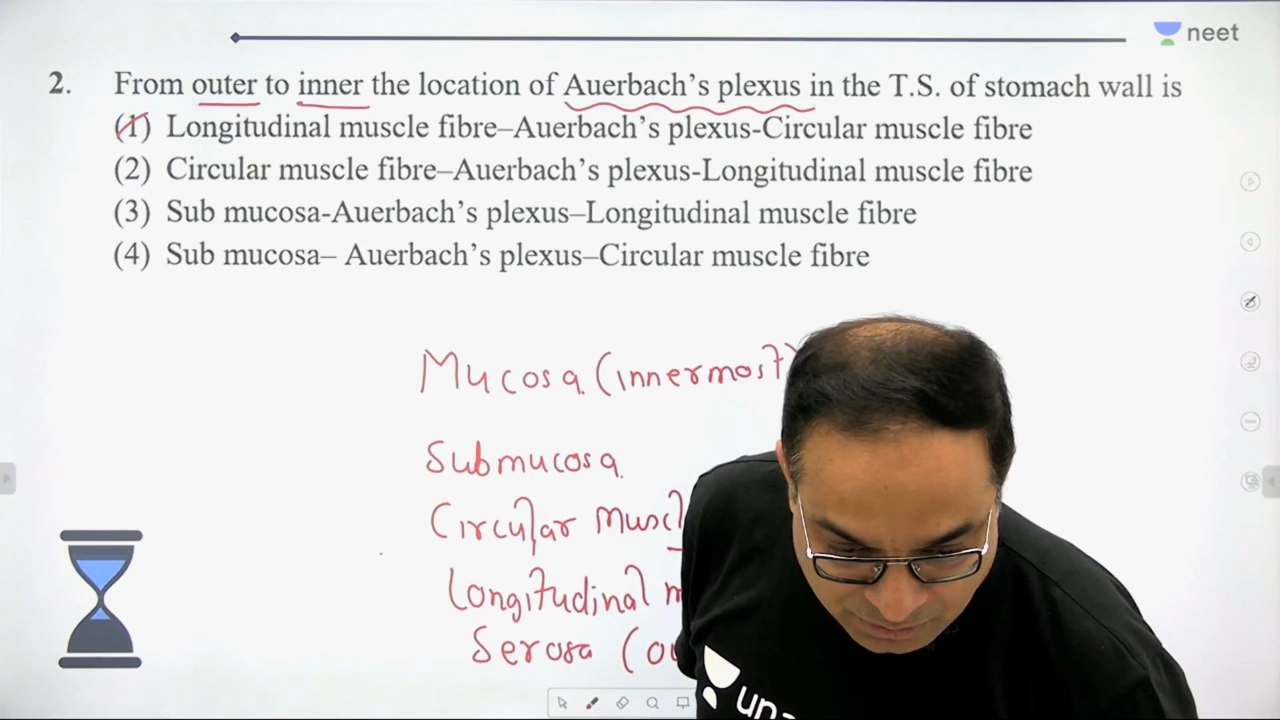 neet
2. From outer to inner the location of Auerbach's plexus in the T.S. of stomach wall is
(1) Longitudinal muscle fibre–Auerbach's plexus-Circular muscle fibre
(2) Circular muscle fibre–Auerbach's plexus-Longitudinal muscle fibre
(3) Sub mucosa-Auerbach's plexus–Longitudinal muscle fibre
(4) Sub mucosa– Auerbach's plexus–Circular muscle fibre
Mucosa (innermost)
Submucosa
Circular Muscl
Longitudinal m
Serosa (ou
una